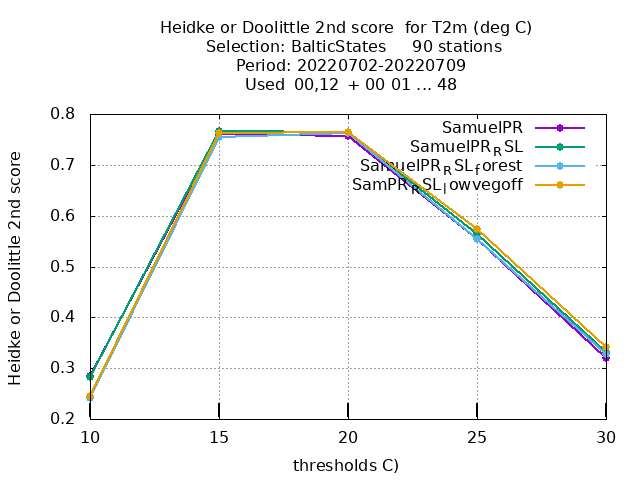 Heidke or Doolittle 2nd score  for T2m (deg C)
Selection: BalticStates     90 stations
Period: 20220702-20220709
Used  00,12  + 00 01 ... 48
Heidke or Doolittle 2nd score
0.8
0.7
0.6
0.5
0.4
0.3
0.2
SamuelPR
SamuelPR_RSL
SamuelPR_RSL_forest
SamPR_RSL_lowvegoff
10
15
20
25
30
thresholds C)